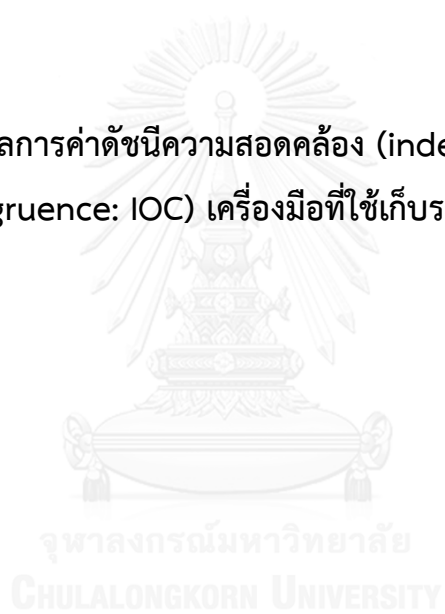 ลการค่าดัชนีความสอดคล้อง (inde
gruence: IOC) เครื่องมือที่ใช้เก็บร
จุฬาลงกรณ์มหาวิทยาลัย
CHULALONGKORN UNIVERSITY